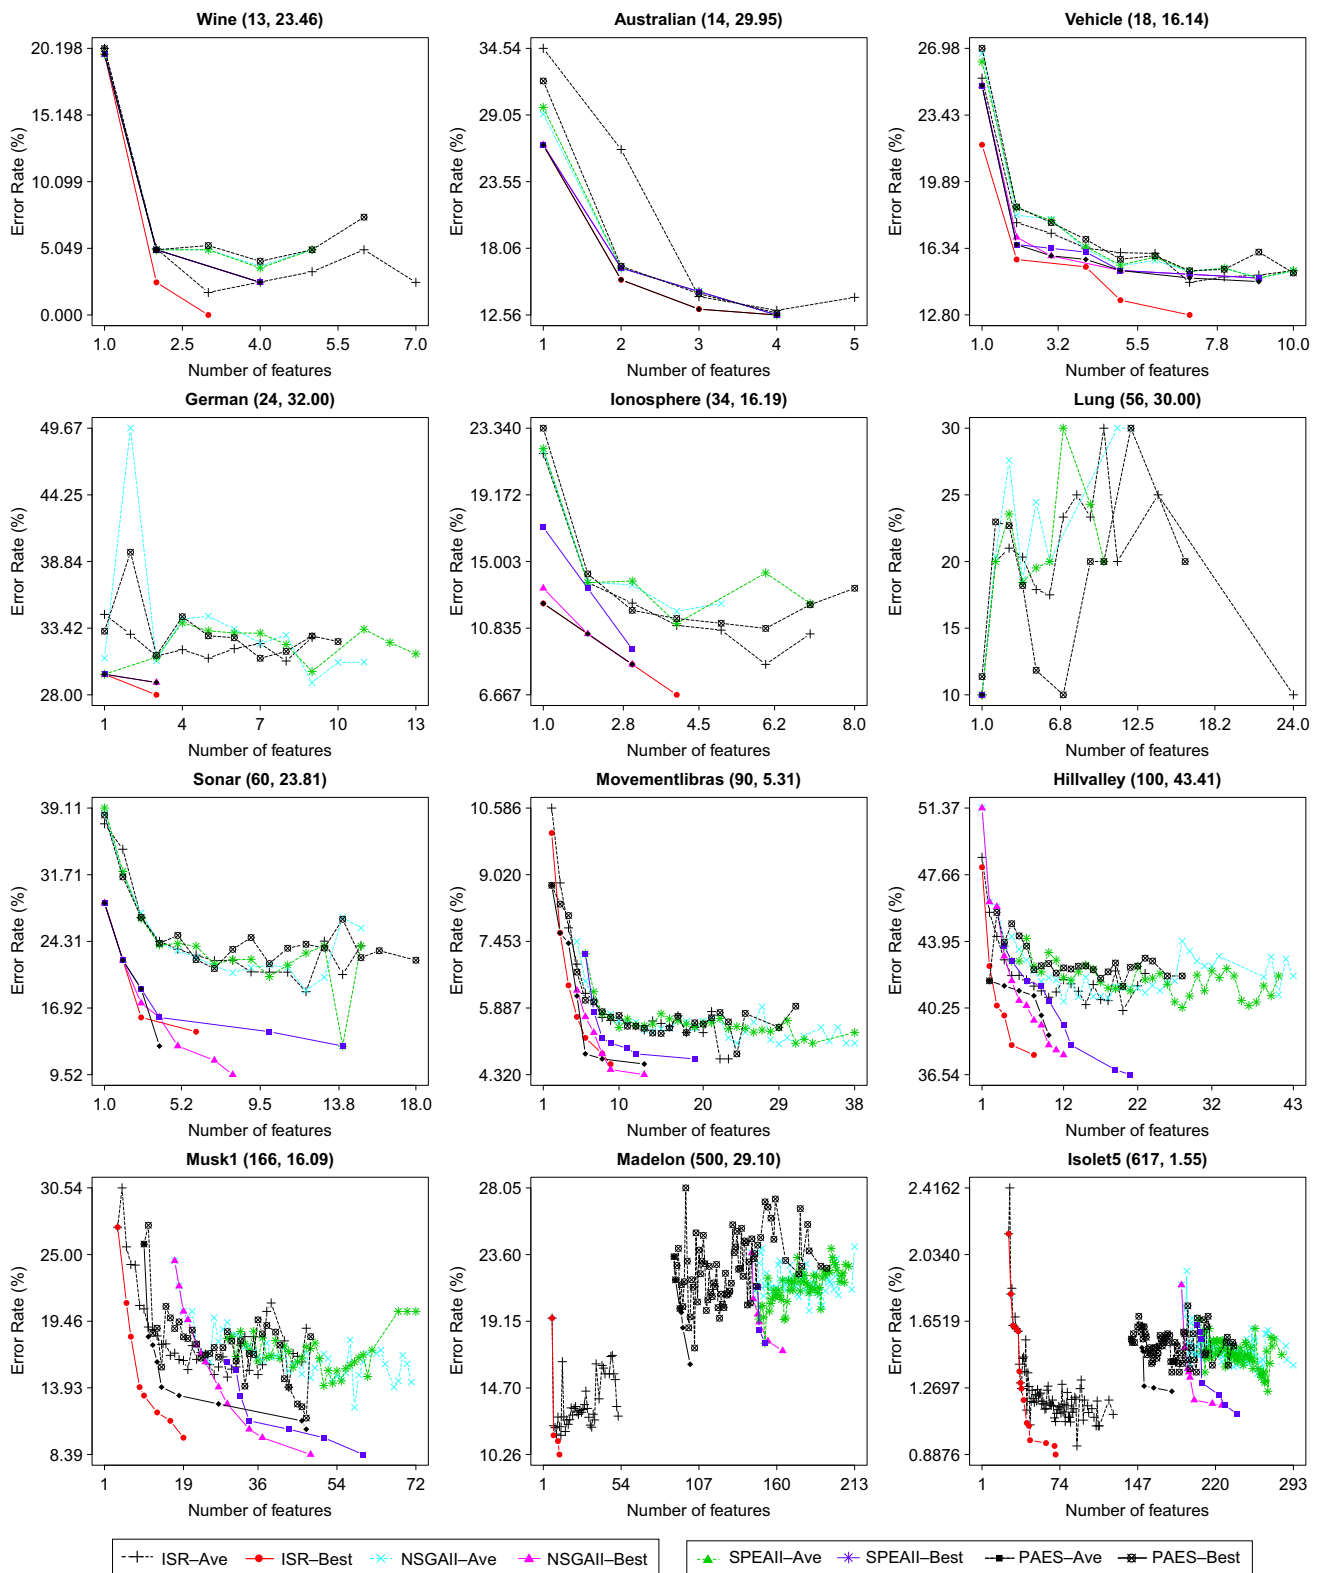 Wine (13, 23.46)
Error Rate (%)
20.198
15.148
10.099
5.049
0.000
1.0 2.5 4.0 5.5 7.0
Number of features
Australian (14, 29.95)
Error Rate (%)
34.54
29.05
23.55
18.06
12.56
1 2 3 4 5
Number of features
Vehicle (18, 16.14)
Error Rate (%)
26.98
23.43
19.89
16.34
12.80
1.0 3.2 5.5 7.8 10.0
Number of features
German (24, 32.00)
Error Rate (%)
49.67
44.25
38.84
33.42
28.00
1 4 7 10 13
Number of features
Ionosphere (34, 16.19)
Error Rate (%)
23.340
19.172
15.003
10.835
6.667
1.0 2.8 4.5 6.2 8.0
Number of features
Lung (56, 30.00)
Error Rate (%)
30
25
20
15
10
1.0 6.8 12.5 18.2 24.0
Number of features
Sonar (60, 23.81)
Error Rate (%)
39.11
31.71
24.31
16.92
9.52
1.0 5.2 9.5 13.8 18.0
Number of features
Movementlibras (90, 5.31)
Error Rate (%)
10.586
9.020
7.453
5.887
4.320
1 10 20 29 38
Number of features
Hillvalley (100, 43.41)
Error Rate (%)
51.37
47.66
43.95
40.25
36.54
1 12 22 32 43
Number of features
Musk1 (166, 16.09)
Error Rate (%)
30.54
25.00
19.46
13.93
8.39
1 19 36 54 72
Number of features
Madelon (500, 29.10)
Error Rate (%)
28.05
23.60
19.15
14.70
10.26
1 54 107 160 213
Number of features
Isolet5 (617, 1.55)
Error Rate (%)
2.4162
2.0340
1.6519
1.2697
0.8876
1 74 147 220 293
Number of features
ISR–Ave ISR–Best NSGAII–Ave NSGAII–Best SPEAII–Ave SPEAII–Best PAES–Ave PAES–Best